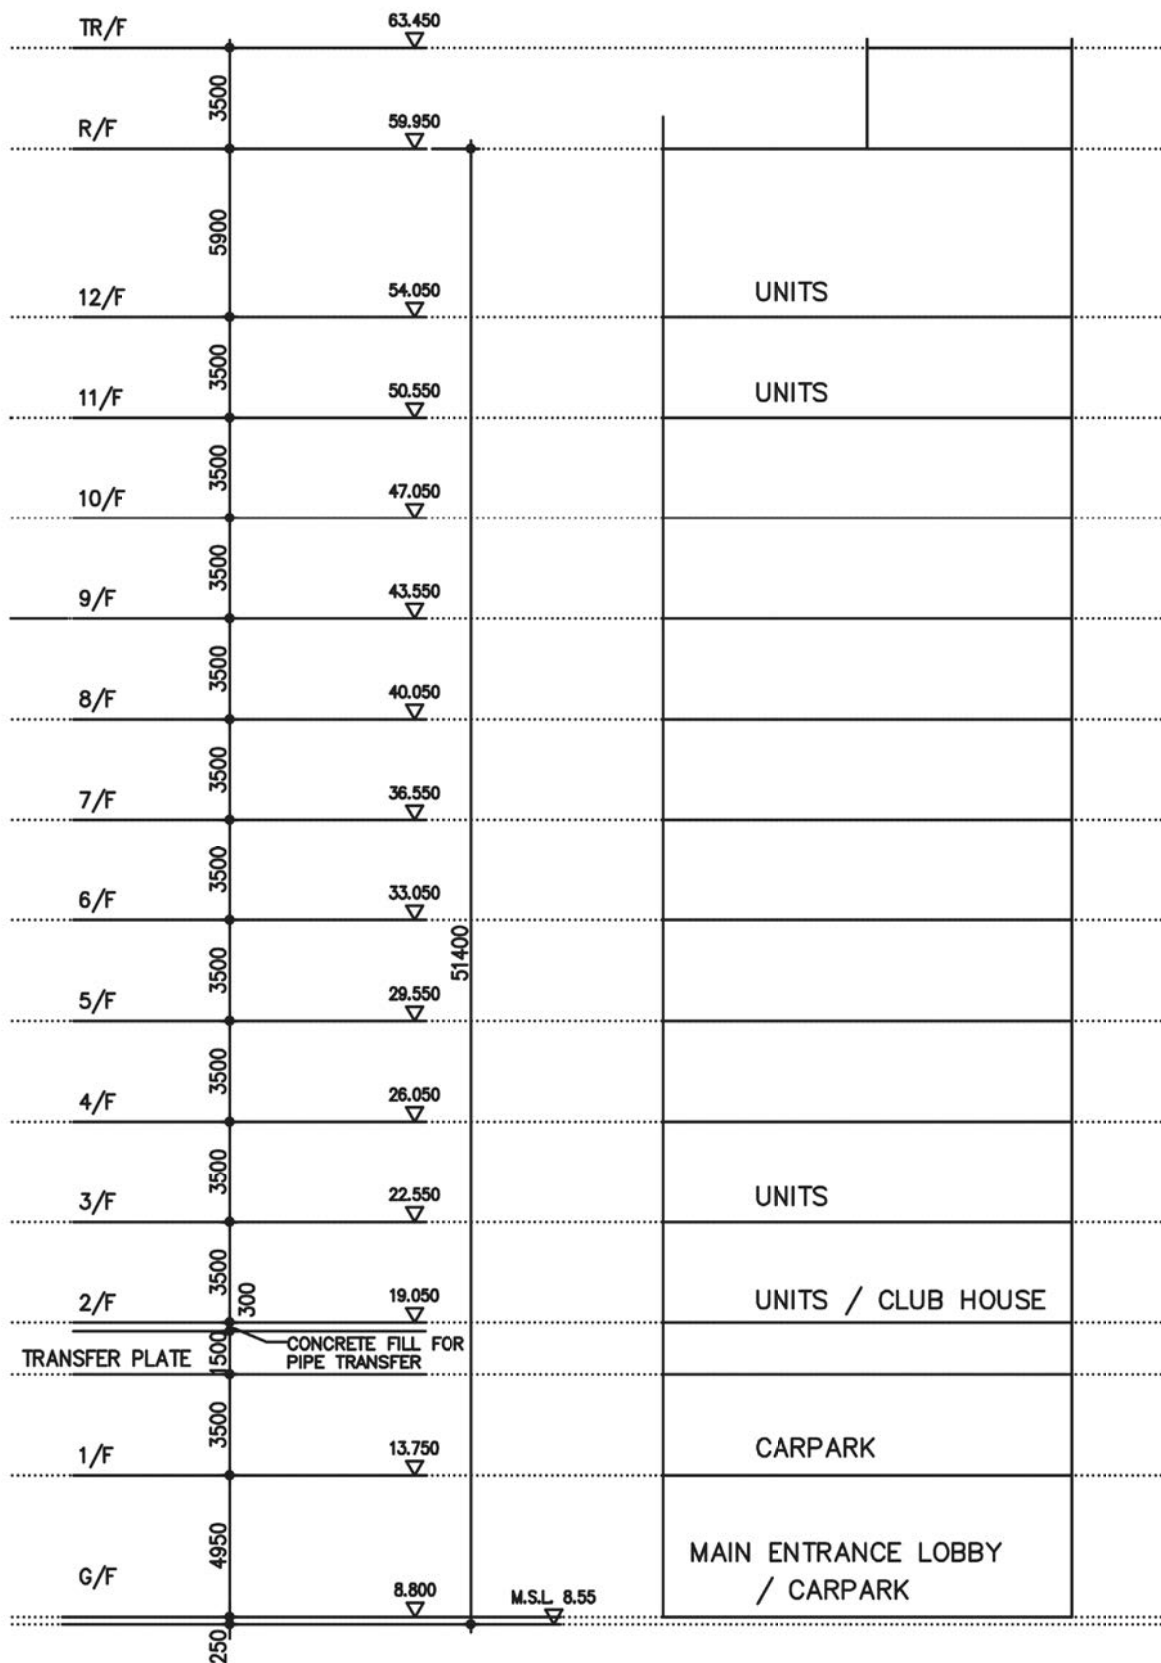 TR/F
63.450
3500
R/F
59.950
5900
12/F
54.050
UNITS
3500
11/F
50.550
UNITS
3500
10/F
47.050
3500
9/F
43.550
3500
8/F
40.050
3500
7/F
36.550
3500
6/F
33.050
3500
51400
5/F
29.550
3500
4/F
26.050
3500
3/F
22.550
UNITS
3500
300
2/F
19.050
UNITS / CLUB HOUSE
CONCRETE FILL FOR
PIPE TRANSFER
TRANSFER PLATE
1500
3500
1/F
13.750
CARPARK
4950
MAIN ENTRANCE LOBBY
/ CARPARK
G/F
8.800
M.S.L. 8.55
250